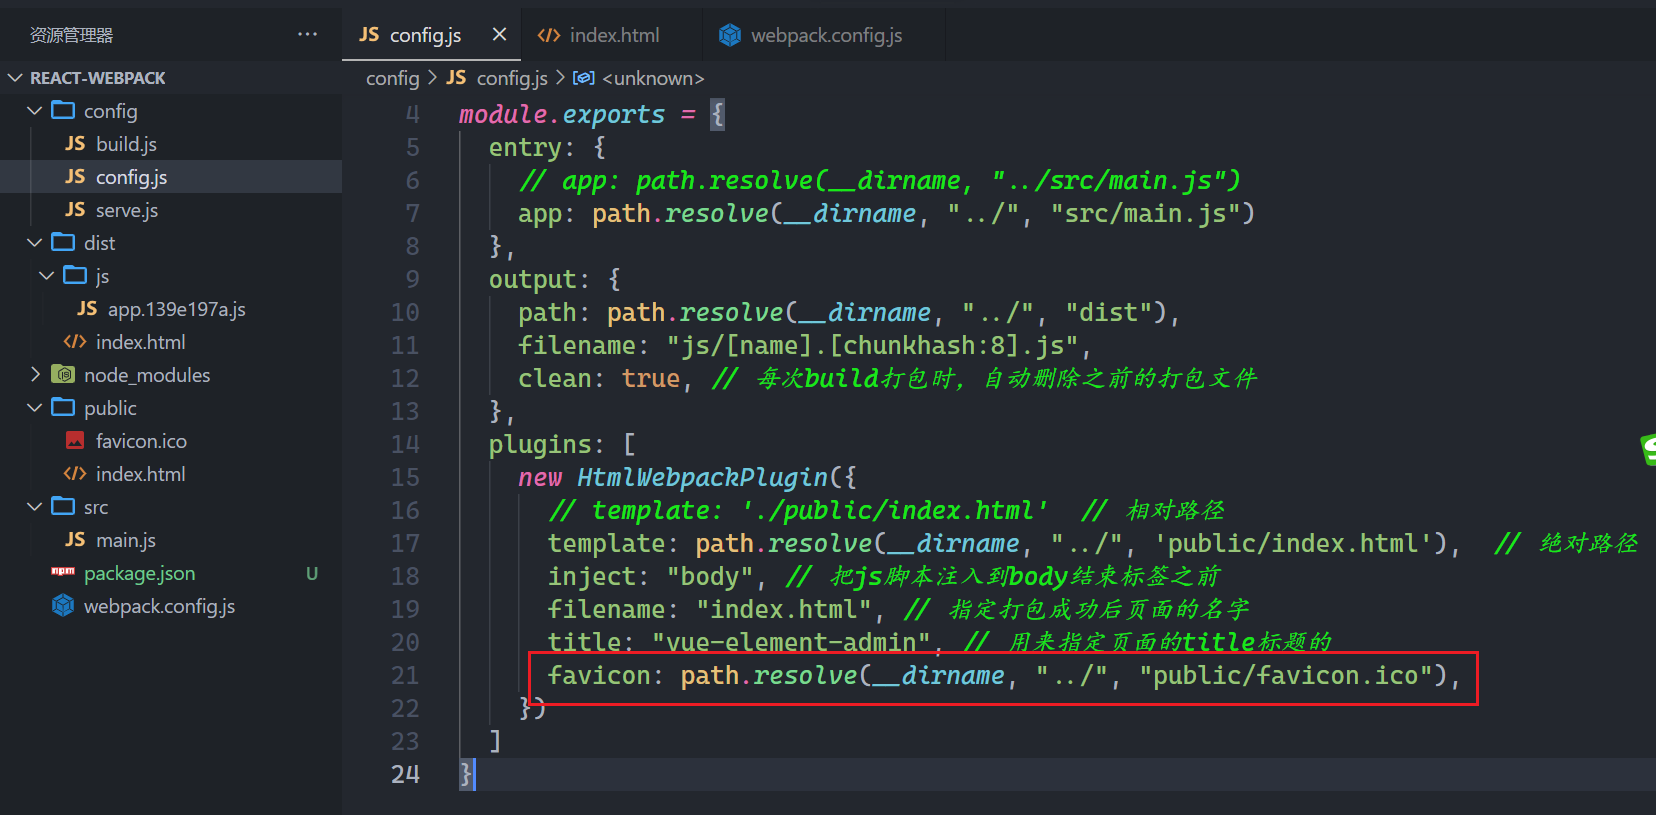 资源管理器 ···
REACT-WEBPACK
config
JS build.js
JS config.js
JS serve.js
dist
js
JS app.139e197a.js
</> index.html
node_modules
public
favicon.ico
</> index.html
src
JS main.js
npm package.json U
webpack.config.js
JS config.js ×
</> index.html
webpack.config.js
config > JS config.js > <unknown>
4 module.exports = {
5 entry: {
6 // app: path.resolve(__dirname, "../src/main.js")
7 app: path.resolve(__dirname, "../", "src/main.js")
8 },
9 output: {
10 path: path.resolve(__dirname, "../", "dist"),
11 filename: "js/[name].[chunkhash:8].js",
12 clean: true, // 每次build打包时，自动删除之前的打包文件
13 },
14 plugins: [
15 new HtmlWebpackPlugin({
16 // template: './public/index.html' // 相对路径
17 template: path.resolve(__dirname, "../", 'public/index.html'), // 绝对路径
18 inject: "body", // 把js脚本注入到body结束标签之前
19 filename: "index.html", // 指定打包成功后页面的名字
20 title: "vue-element-admin", // 用来指定页面的title标题的
21 favicon: path.resolve(__dirname, "../", "public/favicon.ico"),
22 })
23 ]
24 }